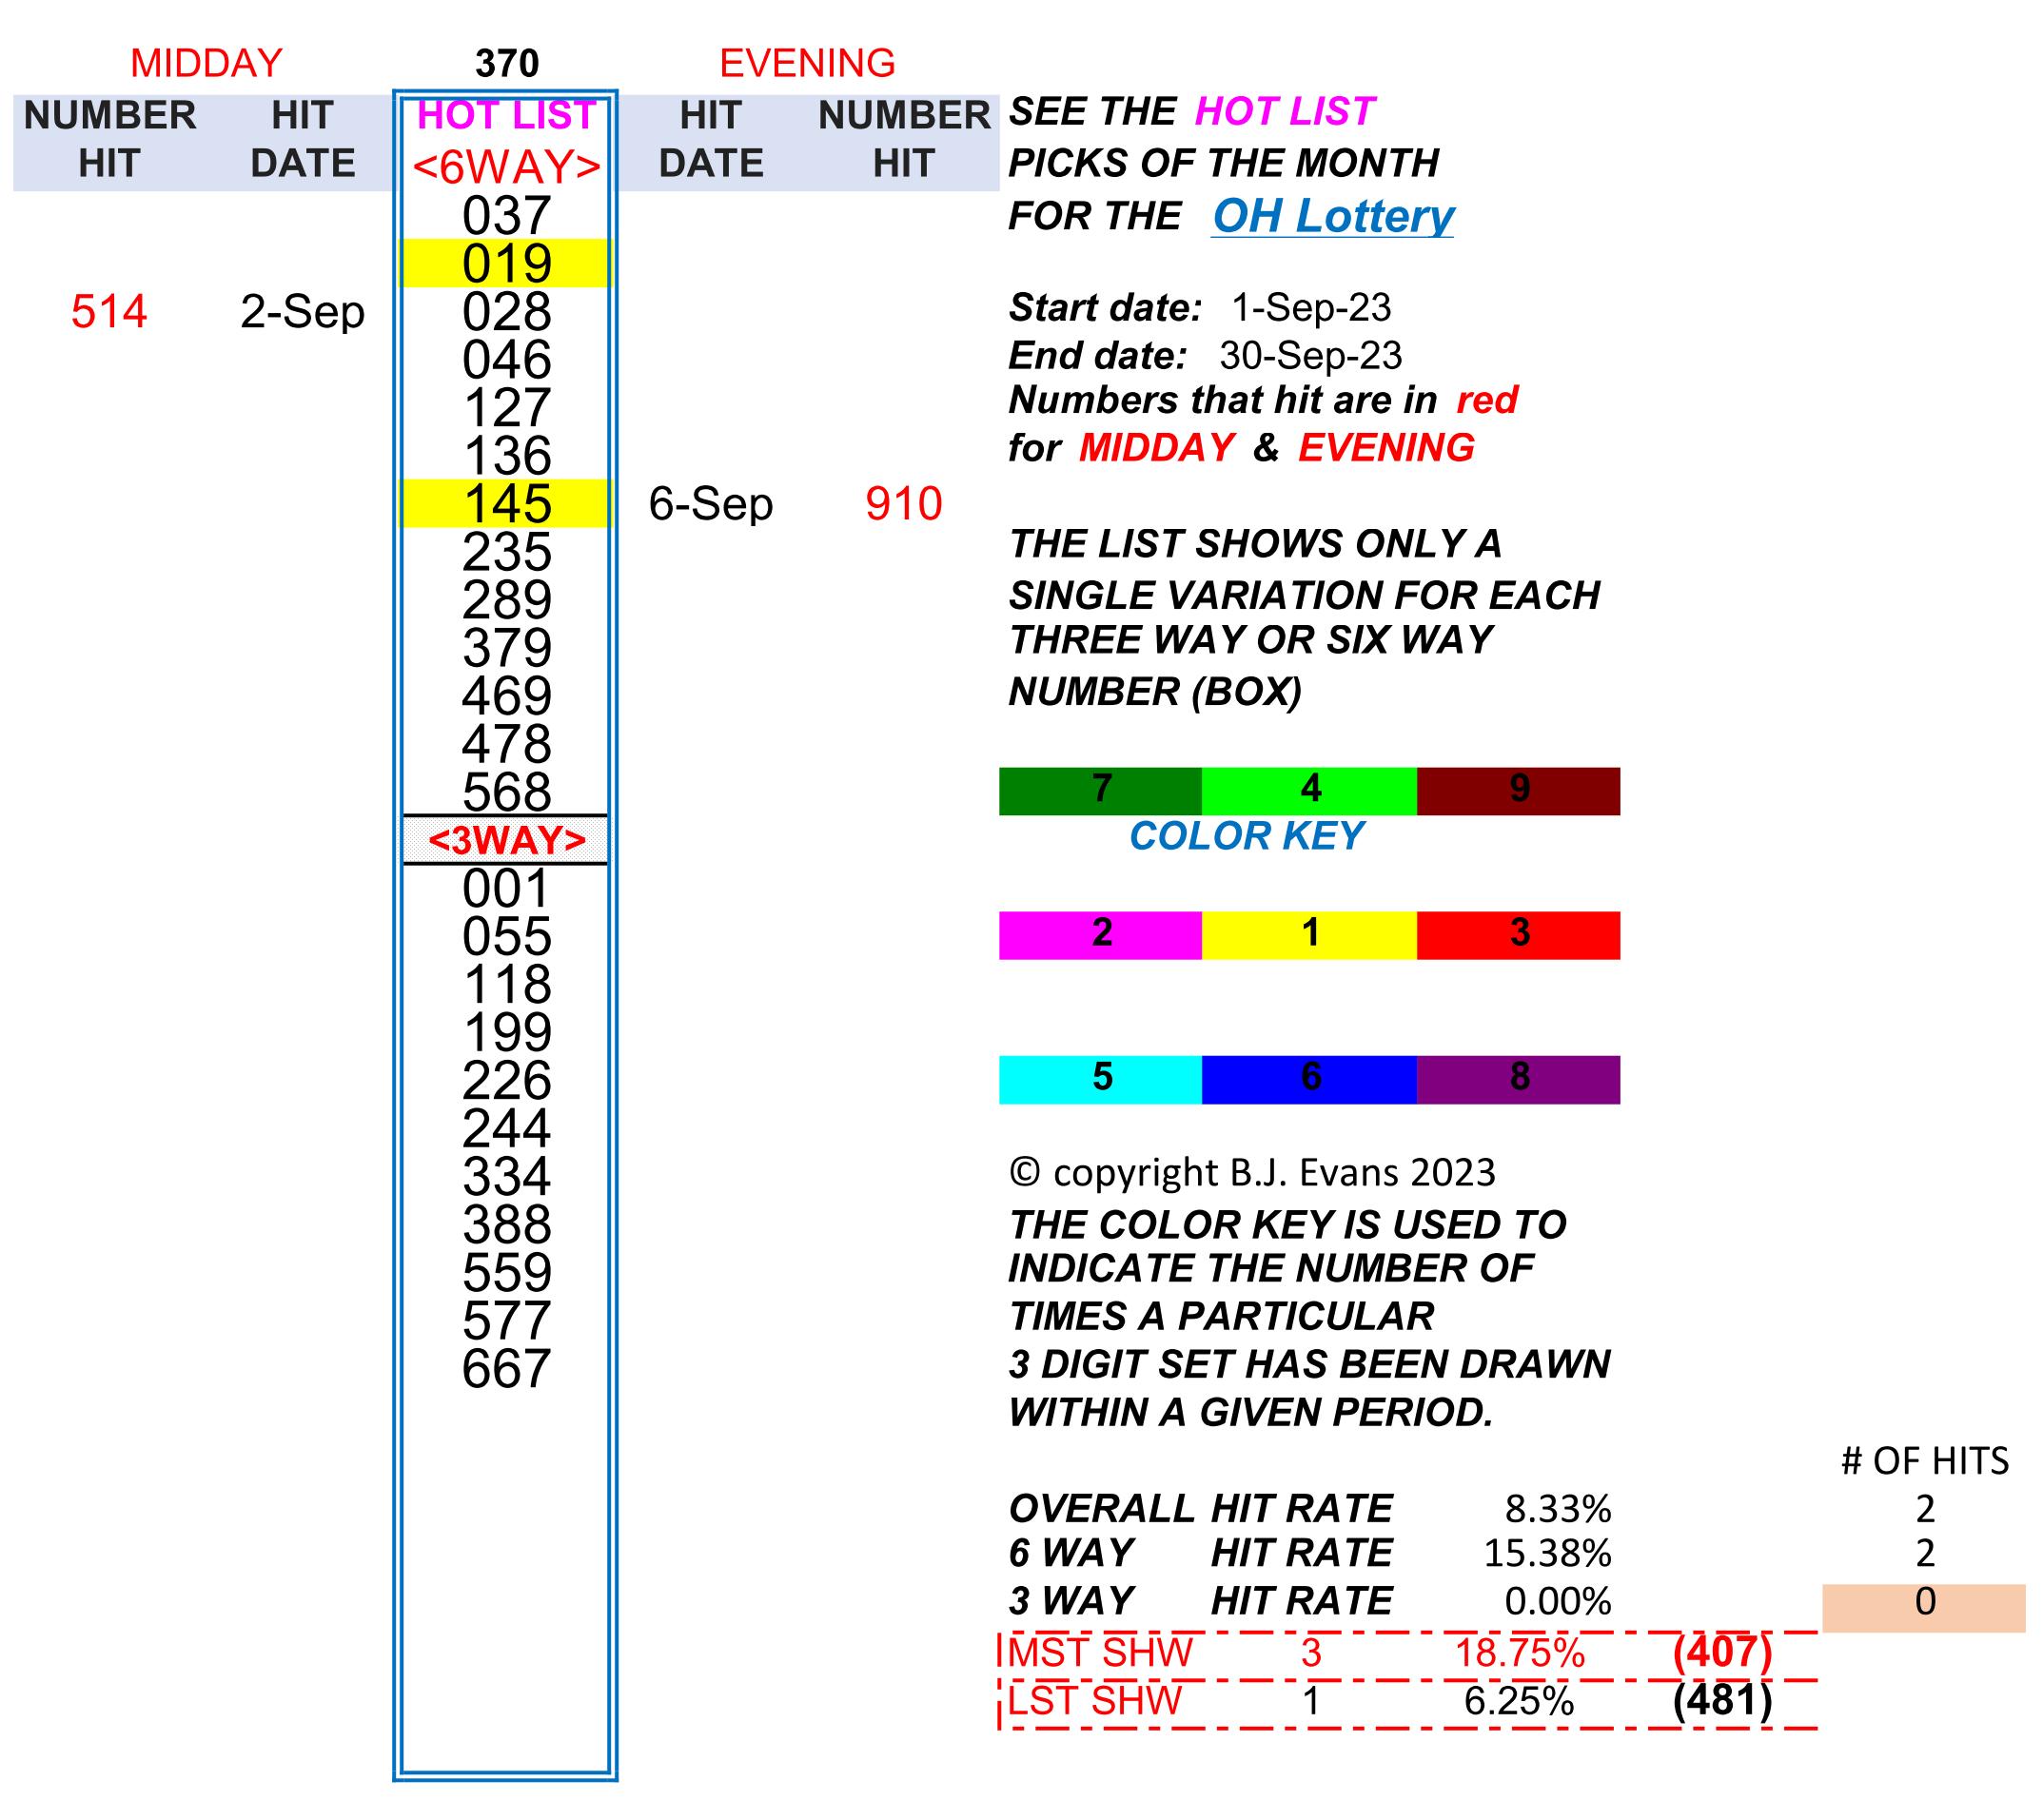 MIDDAY 370 EVENING
NUMBER HIT HOT LIST HIT NUMBER SEE THE HOT LIST
HIT DATE <6WAY> DATE HIT PICKS OF THE MONTH
037 FOR THE OH Lottery
019
514 2-Sep 028 Start date: 1-Sep-23
046 End date: 30-Sep-23
127 Numbers that hit are in red
136 for MIDDAY & EVENING
145 6-Sep 910
235 THE LIST SHOWS ONLY A
289 SINGLE VARIATION FOR EACH
379 THREE WAY OR SIX WAY
469 NUMBER (BOX)
478
568 7 4 9
<3WAY> COLOR KEY
001
055 2 1 3
118
199
226 5 6 8
244
334 © copyright B.J. Evans 2023
388 THE COLOR KEY IS USED TO
559 INDICATE THE NUMBER OF
577 TIMES A PARTICULAR
667 3 DIGIT SET HAS BEEN DRAWN
WITHIN A GIVEN PERIOD.
# OF HITS
OVERALL HIT RATE 8.33% 2
6 WAY HIT RATE 15.38% 2
3 WAY HIT RATE 0.00% 0
MST SHW 3 18.75% (407)
LST SHW 1 6.25% (481)